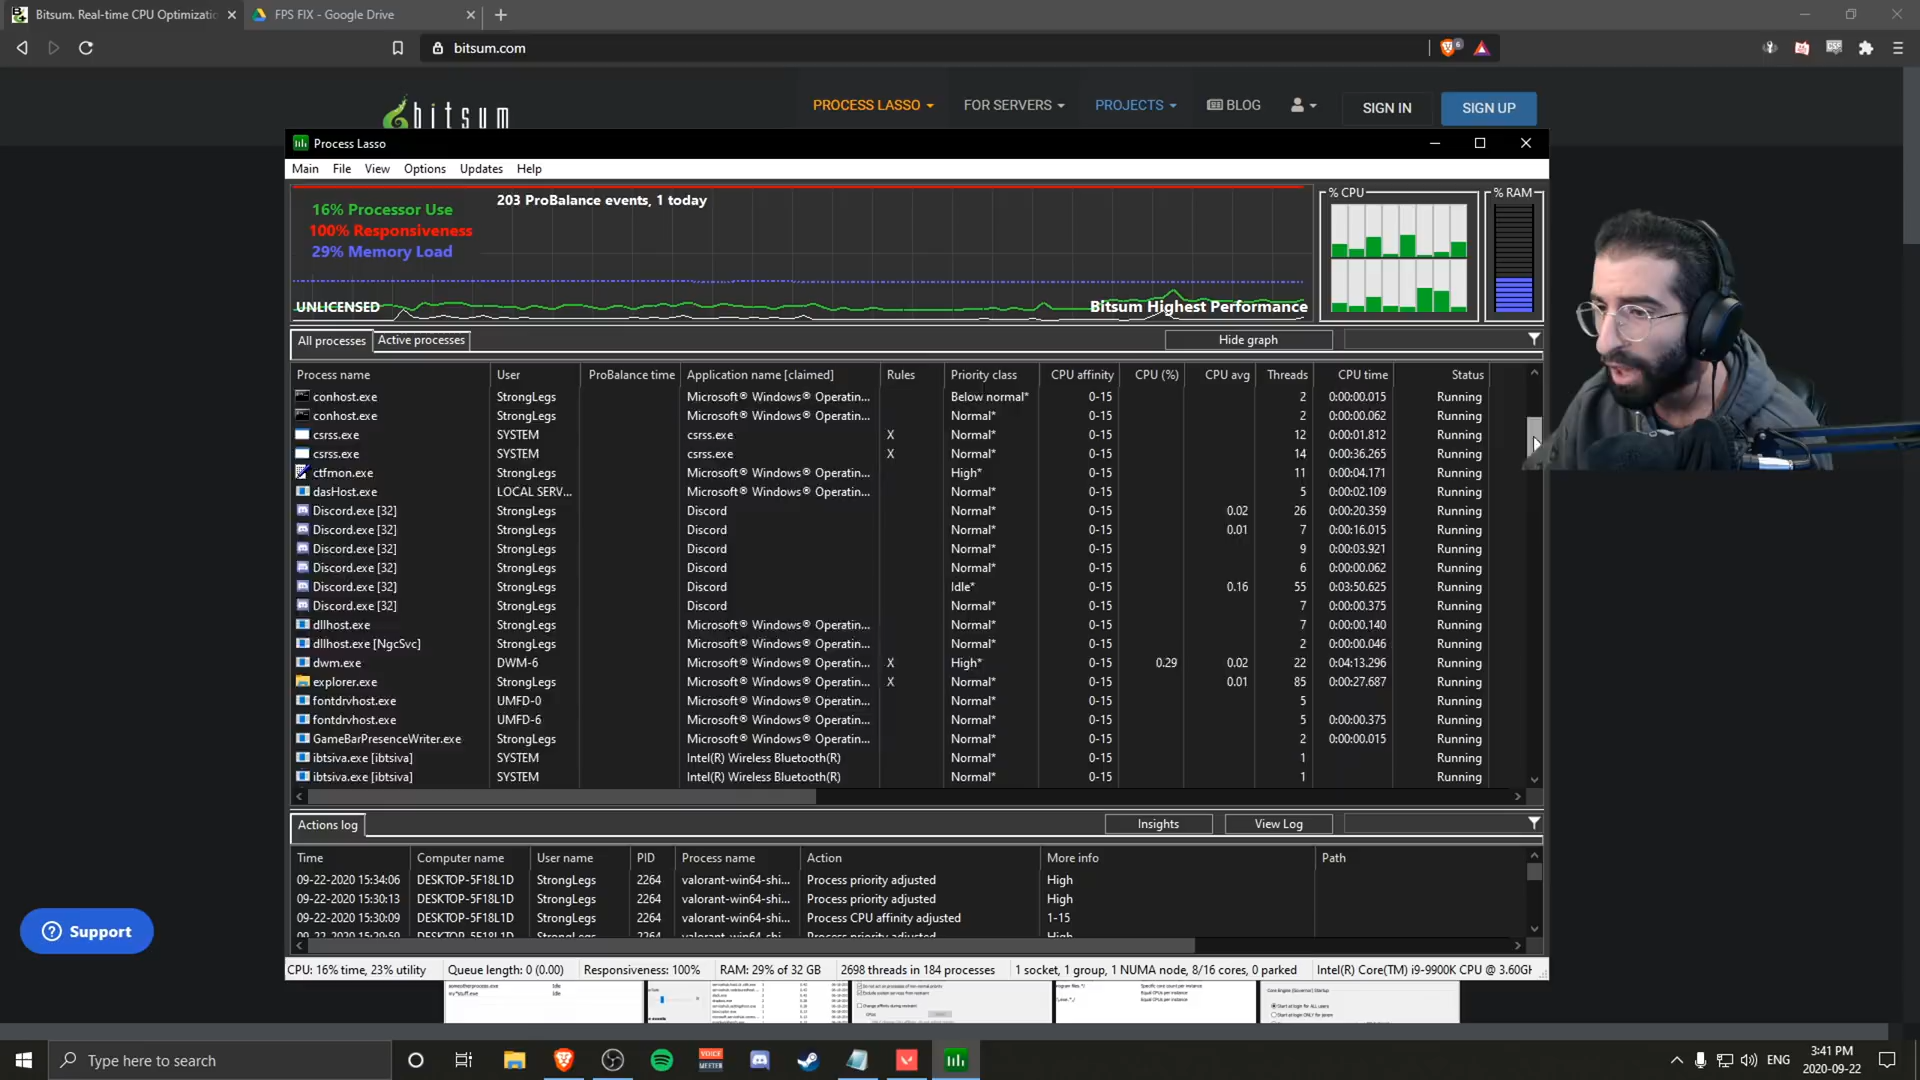 Bitsum. Real-time CPU Optimizatio
FPS FIX - Google Drive
bitsum.com
6
bitsum
PROCESS LASSO
FOR SERVERS
PROJECTS
BLOG
SIGN IN
SIGN UP
Process Lasso
Main File View Options Updates Help
203 ProBalance events, 1 today
16% Processor Use
100% Responsiveness
29% Memory Load
% CPU
% RAM
UNLICENSED
Bitsum Highest Performance
All processes
Active processes
Hide graph
Process name User ProBalance time Application name [claimed] Rules Priority class CPU affinity CPU (%) CPU avg Threads CPU time Status
conhost.exe StrongLegs Microsoft® Windows® Operatin... Below normal* 0-15 2 0:00:00.015 Running
conhost.exe StrongLegs Microsoft® Windows® Operatin... Normal* 0-15 2 0:00:00.062 Running
csrss.exe SYSTEM csrss.exe X Normal* 0-15 12 0:00:01.812 Running
csrss.exe SYSTEM csrss.exe X Normal* 0-15 14 0:00:36.265 Running
ctfmon.exe StrongLegs Microsoft® Windows® Operatin... High* 0-15 11 0:00:04.171 Running
dasHost.exe LOCAL SERV... Microsoft® Windows® Operatin... Normal* 0-15 5 0:00:02.109 Running
Discord.exe [32] StrongLegs Discord Normal* 0-15 0.02 26 0:00:20.359 Running
Discord.exe [32] StrongLegs Discord Normal* 0-15 0.01 7 0:00:16.015 Running
Discord.exe [32] StrongLegs Discord Normal* 0-15 9 0:00:03.921 Running
Discord.exe [32] StrongLegs Discord Normal* 0-15 6 0:00:00.062 Running
Discord.exe [32] StrongLegs Discord Idle* 0-15 0.16 55 0:03:50.625 Running
Discord.exe [32] StrongLegs Discord Normal* 0-15 7 0:00:00.375 Running
dllhost.exe StrongLegs Microsoft® Windows® Operatin... Normal* 0-15 7 0:00:00.140 Running
dllhost.exe [NgcSvc] StrongLegs Microsoft® Windows® Operatin... Normal* 0-15 2 0:00:00.046 Running
dwm.exe DWM-6 Microsoft® Windows® Operatin... X High* 0-15 0.29 0.02 22 0:04:13.296 Running
explorer.exe StrongLegs Microsoft® Windows® Operatin... X Normal* 0-15 0.01 85 0:00:27.687 Running
fontdrvhost.exe UMFD-0 Microsoft® Windows® Operatin... Normal* 0-15 5 Running
fontdrvhost.exe UMFD-6 Microsoft® Windows® Operatin... Normal* 0-15 5 0:00:00.375 Running
GameBarPresenceWriter.exe StrongLegs Microsoft® Windows® Operatin... Normal* 0-15 2 0:00:00.015 Running
ibtsiva.exe [ibtsiva] SYSTEM Intel(R) Wireless Bluetooth(R) Normal* 0-15 1 Running
ibtsiva.exe [ibtsiva] SYSTEM Intel(R) Wireless Bluetooth(R) Normal* 0-15 1 Running
Actions log
Insights
View Log
Time Computer name User name PID Process name Action More info Path
09-22-2020 15:34:06 DESKTOP-5F18L1D StrongLegs 2264 valorant-win64-shi... Process priority adjusted High
09-22-2020 15:30:13 DESKTOP-5F18L1D StrongLegs 2264 valorant-win64-shi... Process priority adjusted High
09-22-2020 15:30:09 DESKTOP-5F18L1D StrongLegs 2264 valorant-win64-shi... Process CPU affinity adjusted 1-15
09-22-2020 15:29:59 DESKTOP-5F18L1D StrongLegs 2264 valorant-win64-shi... Process priority adjusted High
CPU: 16% time, 23% utility Queue length: 0 (0.00) Responsiveness: 100% RAM: 29% of 32 GB 2698 threads in 184 processes 1 socket, 1 group, 1 NUMA node, 8/16 cores, 0 parked Intel(R) Core(TM) i9-9900K CPU @ 3.60GH
Support
Type here to search
VOICE MEETER
ENG
3:41 PM
2020-09-22